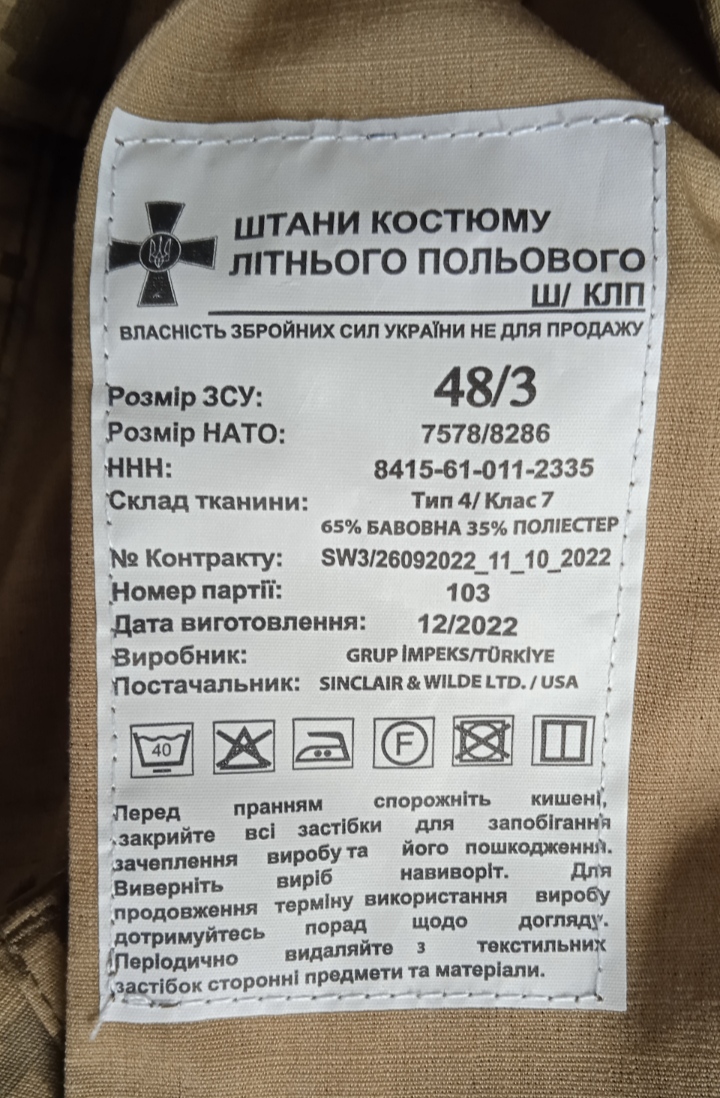 ШТАНИ КОСТЮМУ
ЛІТНЬОГО ПОЛЬОВОГО
Ш/ КЛП
ВЛАСНІСТЬ ЗБРОЙНИХ СИЛ УКРАЇНИ НЕ ДЛЯ ПРОДАЖУ
Розмір ЗСУ: 48/3
Розмір НАТО: 7578/8286
ННН: 8415-61-011-2335
Склад тканини: Тип 4/ Клас 7
65% БАВОВНА 35% ПОЛІЕСТЕР
№ Контракту: SW3/26092022_11_10_2022
Номер партії: 103
Дата виготовлення: 12/2022
Виробник: GRUP İMPEKS/TÜRKİYE
Постачальник: SINCLAIR & WILDE LTD. / USA
40 F
Перед пранням спорожніть кишені,
закрийте всі застібки для запобігання
зачеплення виробу та його пошкодження.
Виверніть виріб навиворіт. Для
продовження терміну використання виробу
дотримуйтесь порад щодо догляду.
Періодично видаляйте з текстильних
застібок сторонні предмети та матеріали.